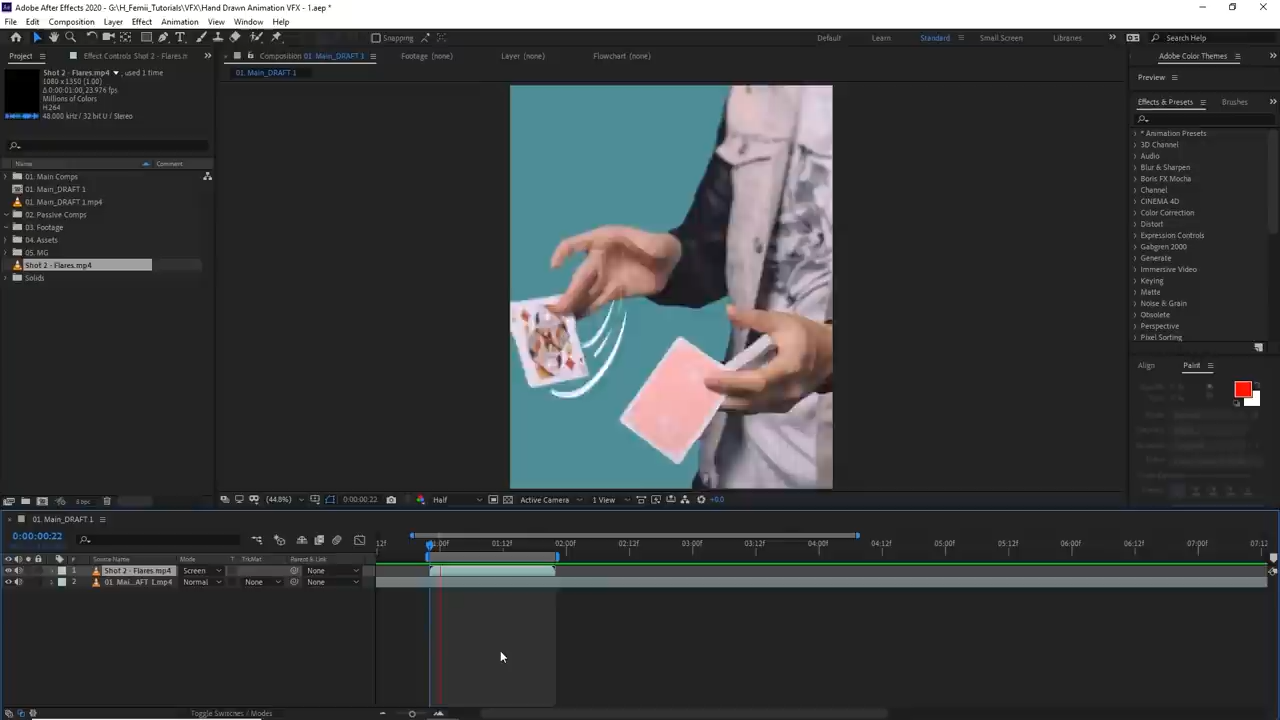 Adobe After Effects 2020 - G:\H_Fernii_Tutorials\VFX\Hand Drawn Animation VFX - 1.aep *
File Edit Composition Layer Effect Animation View Window Help
Snapping Default Learn Standard Small Screen Libraries Search Help
Project Effect Controls Shot 2 - Flares.m
Composition 01. Main_DRAFT 1 Footage (none) Layer (none) Flowchart (none)
Adobe Color Themes
01. Main_DRAFT 1
Shot 2 - Flares.mp4 , used 1 time
1080 x 1350 (1.00)
Δ 0:00:01:00, 23.976 fps
Millions of Colors
H.264
48.000 kHz / 32 bit U / Stereo
Preview
Effects & Presets Brushes
Name Comment
01. Main Comps
01. Main_DRAFT 1
01. Main_DRAFT 1.mp4
02. Passive Comps
03. Footage
04. Assets
05. MG
Shot 2 - Flares.mp4
Solids
* Animation Presets
3D Channel
Audio
Blur & Sharpen
Boris FX Mocha
Channel
CINEMA 4D
Color Correction
Distort
Expression Controls
Gabgren 2000
Generate
Immersive Video
Keying
Matte
Noise & Grain
Obsolete
Perspective
Pixel Sorting
Align Paint
8 bpc
(44.8%) 0:00:00:22 Half Active Camera 1 View +0.0
01. Main_DRAFT 1
0:00:00:22
12f 01:00f 01:12f 02:00f 02:12f 03:00f 03:12f 04:00f 04:12f 05:00f 05:12f 06:00f 06:12f 07:00f 07:12
# Source Name Mode T TrkMat Parent & Link
1 Shot 2 - Flares.mp4 Screen None
2 01. Mai...AFT 1.mp4 Normal None None
Toggle Switches / Modes